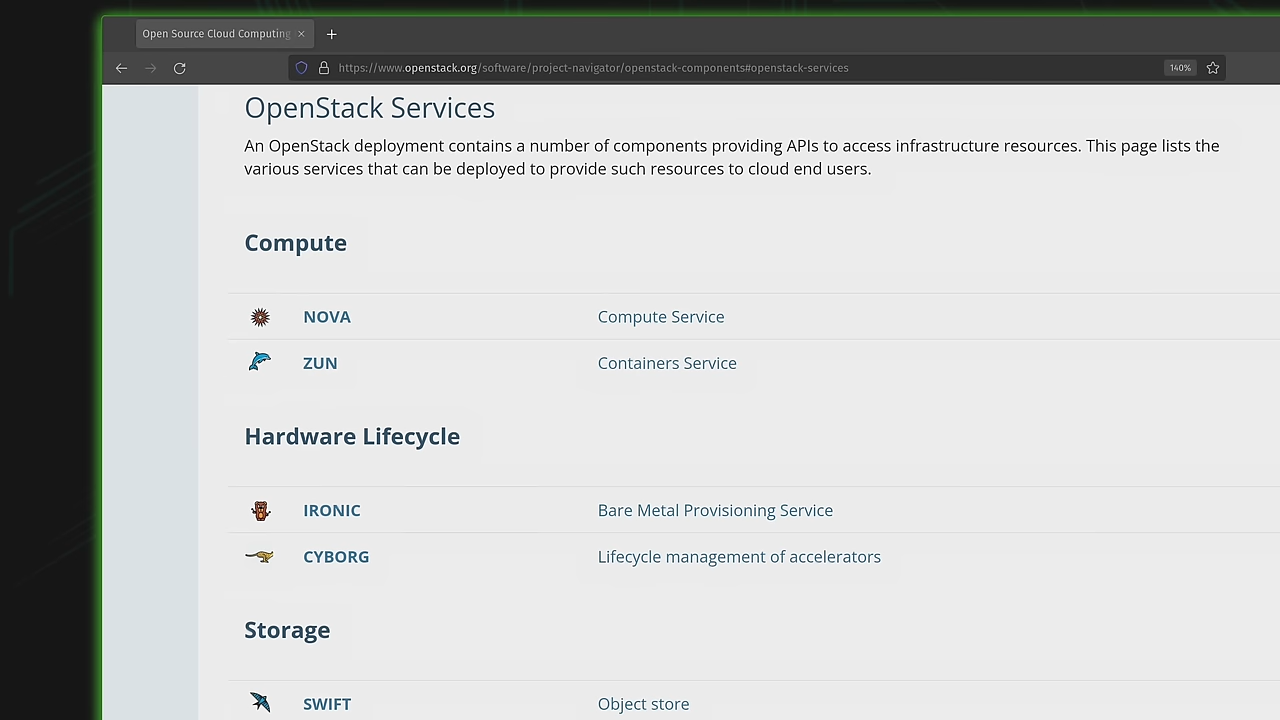 Open Source Cloud Computing
https://www.openstack.org/software/project-navigator/openstack-components#openstack-services
140%
OpenStack Services
An OpenStack deployment contains a number of components providing APIs to access infrastructure resources. This page lists the
various services that can be deployed to provide such resources to cloud end users.
Compute
NOVA Compute Service
ZUN Containers Service
Hardware Lifecycle
IRONIC Bare Metal Provisioning Service
CYBORG Lifecycle management of accelerators
Storage
SWIFT Object store